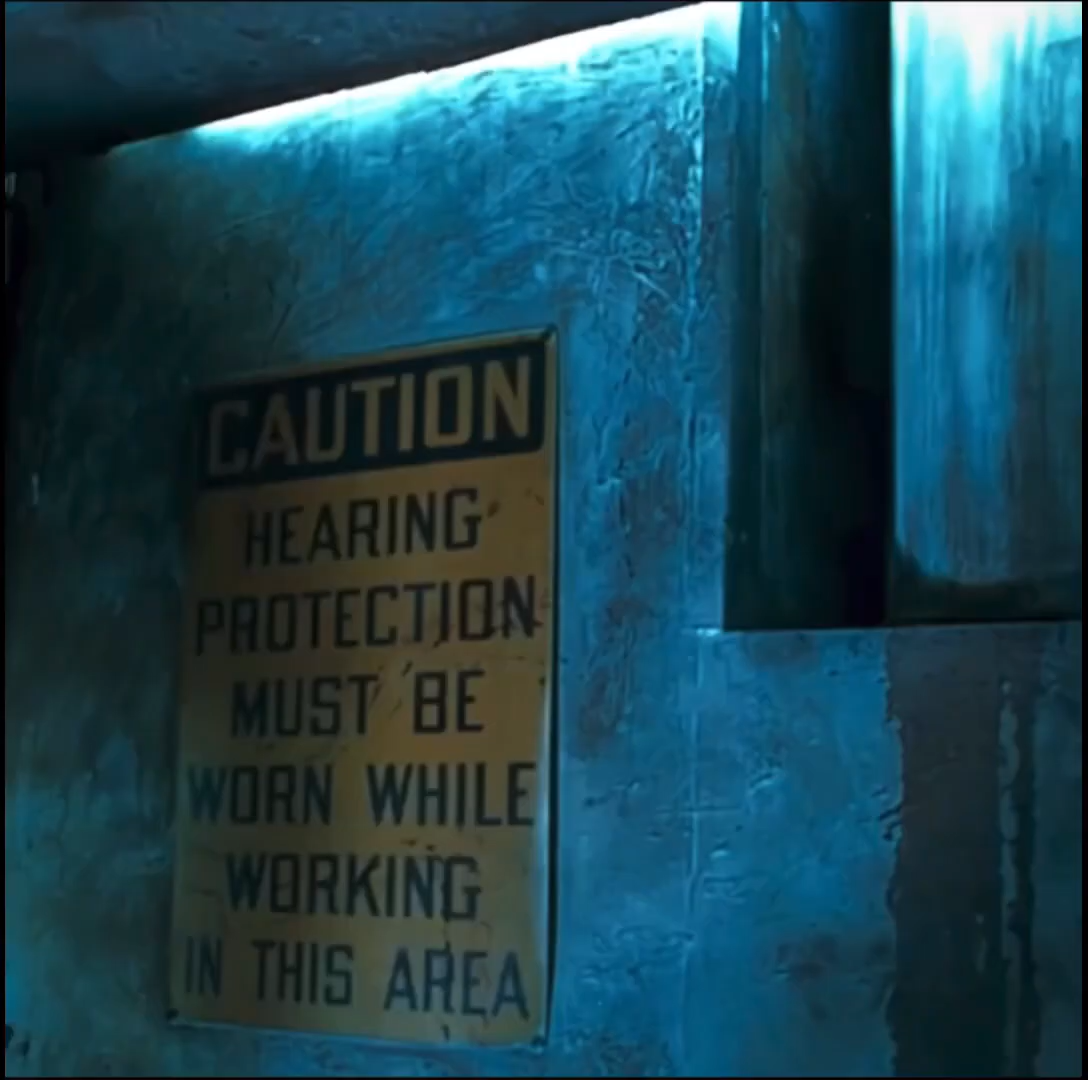 CAUTION
HEARING
PROTECTION
MUST BE
WORN WHILE
WORKING
IN THIS AREA